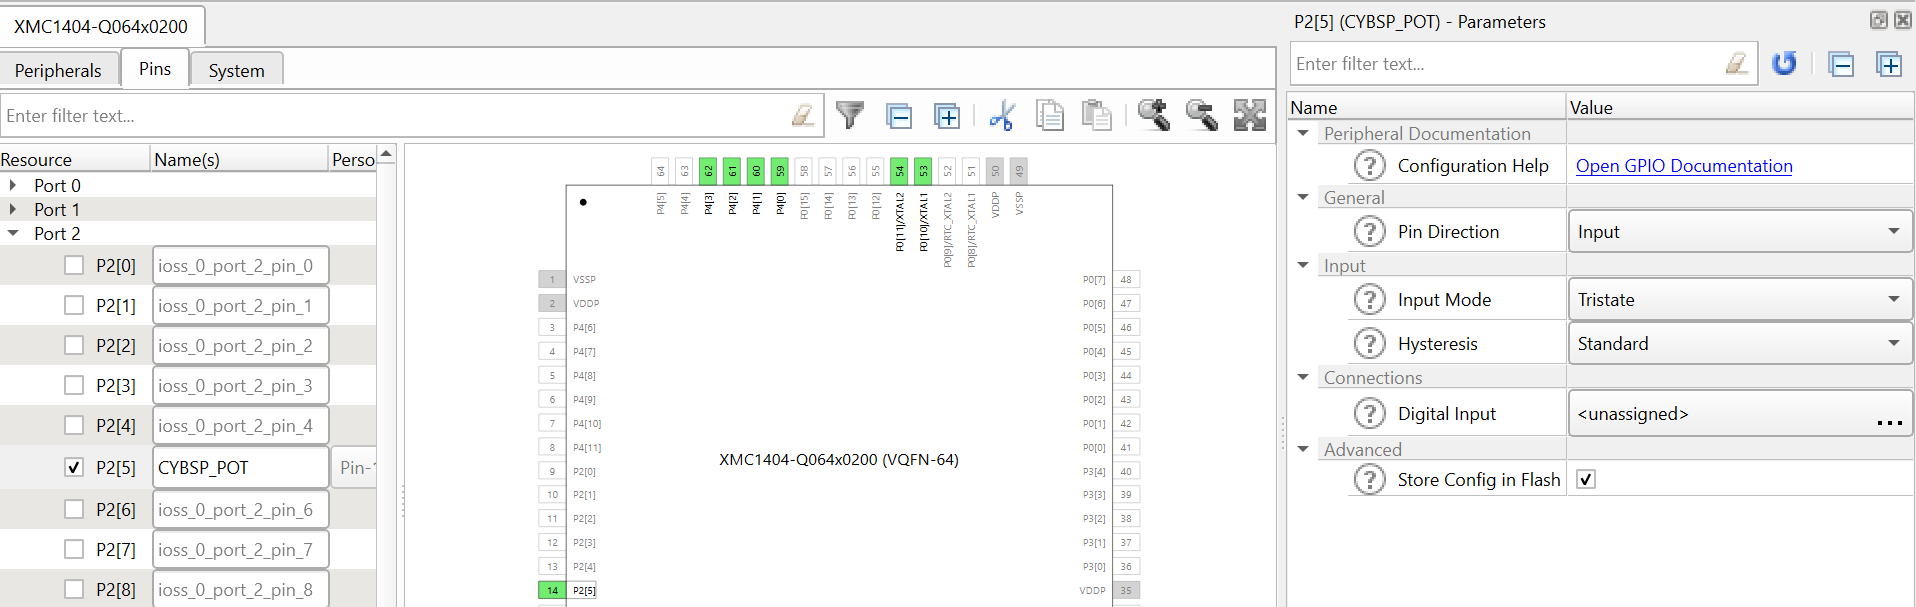 XMC1404-Q064x0200
Peripherals Pins System
Enter filter text...
Resource Name(s) Perso
Port 0
Port 1
Port 2
P2[0] ioss_0_port_2_pin_0
P2[1] ioss_0_port_2_pin_1
P2[2] ioss_0_port_2_pin_2
P2[3] ioss_0_port_2_pin_3
P2[4] ioss_0_port_2_pin_4
P2[5] CYBSP_POT Pin-1
P2[6] ioss_0_port_2_pin_6
P2[7] ioss_0_port_2_pin_7
P2[8] ioss_0_port_2_pin_8
64 63 62 61 60 59 58 57 56 55 54 53 52 51 50 49
P4[5] P4[4] P4[3] P4[2] P4[1] P4[0] P0[15] P0[14] P0[13] P0[12] P0[11]/XTAL2 P0[10]/XTAL1 P0[9]/RTC_XTAL2 P0[8]/RTC_XTAL1 VDDP VSSP
1 VSSP P0[7] 48
2 VDDP P0[6] 47
3 P4[6] P0[5] 46
4 P4[7] P0[4] 45
5 P4[8] P0[3] 44
6 P4[9] P0[2] 43
7 P4[10] P0[1] 42
8 P4[11] P0[0] 41
XMC1404-Q064x0200 (VQFN-64)
9 P2[0] P3[4] 40
10 P2[1] P3[3] 39
11 P2[2] P3[2] 38
12 P2[3] P3[1] 37
13 P2[4] P3[0] 36
14 P2[5] VDDP 35
P2[5] (CYBSP_POT) - Parameters
Enter filter text...
Name Value
Peripheral Documentation
? Configuration Help Open GPIO Documentation
General
? Pin Direction Input
Input
? Input Mode Tristate
? Hysteresis Standard
Connections
? Digital Input <unassigned> ...
Advanced
? Store Config in Flash